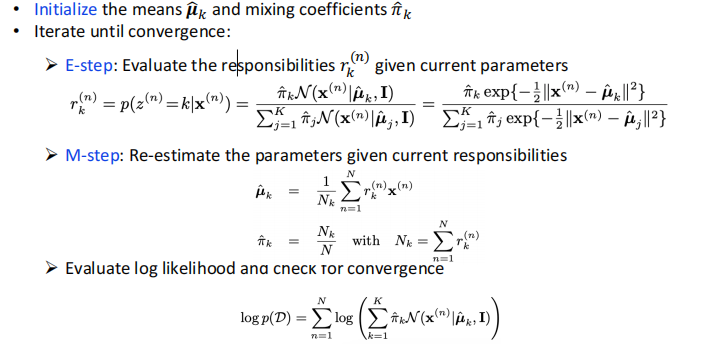 • Initialize the means $\hat{\boldsymbol{\mu}}_k$ and mixing coefficients $\hat{\pi}_k$
• Iterate until convergence:
➤ E-step: Evaluate the responsibilities $r_k^{(n)}$ given current parameters
$r_k^{(n)} = p(z^{(n)}=k|\mathbf{x}^{(n)}) = \frac{\hat{\pi}_k \mathcal{N}(\mathbf{x}^{(n)}|\hat{\boldsymbol{\mu}}_k, \mathbf{I})}{\sum_{j=1}^{K} \hat{\pi}_j \mathcal{N}(\mathbf{x}^{(n)}|\hat{\boldsymbol{\mu}}_j, \mathbf{I})} = \frac{\hat{\pi}_k \exp\{-\frac{1}{2}\|\mathbf{x}^{(n)} - \hat{\boldsymbol{\mu}}_k\|^2\}}{\sum_{j=1}^{K} \hat{\pi}_j \exp\{-\frac{1}{2}\|\mathbf{x}^{(n)} - \hat{\boldsymbol{\mu}}_j\|^2\}}$
➤ M-step: Re-estimate the parameters given current responsibilities
$\hat{\boldsymbol{\mu}}_k = \frac{1}{N_k} \sum_{n=1}^{N} r_k^{(n)} \mathbf{x}^{(n)}$
$\hat{\pi}_k = \frac{N_k}{N} \text{ with } N_k = \sum_{n=1}^{N} r_k^{(n)}$
➤ Evaluate log likelihood and check for convergence
$\log p(\mathcal{D}) = \sum_{n=1}^{N} \log \left( \sum_{k=1}^{K} \hat{\pi}_k \mathcal{N}(\mathbf{x}^{(n)}|\hat{\boldsymbol{\mu}}_k, \mathbf{I}) \right)$